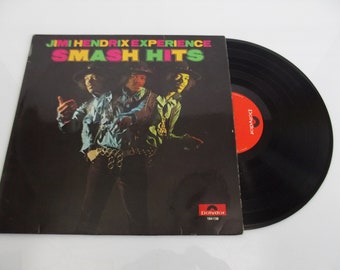 JIMI HENDRIX EXPERIENCE
SMASH HITS
Polydor
Polydor